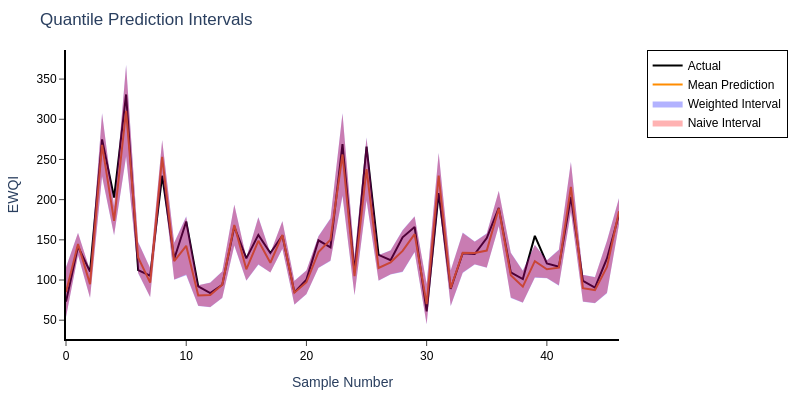 Quantile Prediction Intervals
Actual
Mean Prediction
Weighted Interval
Naive Interval
EWQI
350
300
250
200
150
100
50
0
10
20
30
40
Sample Number